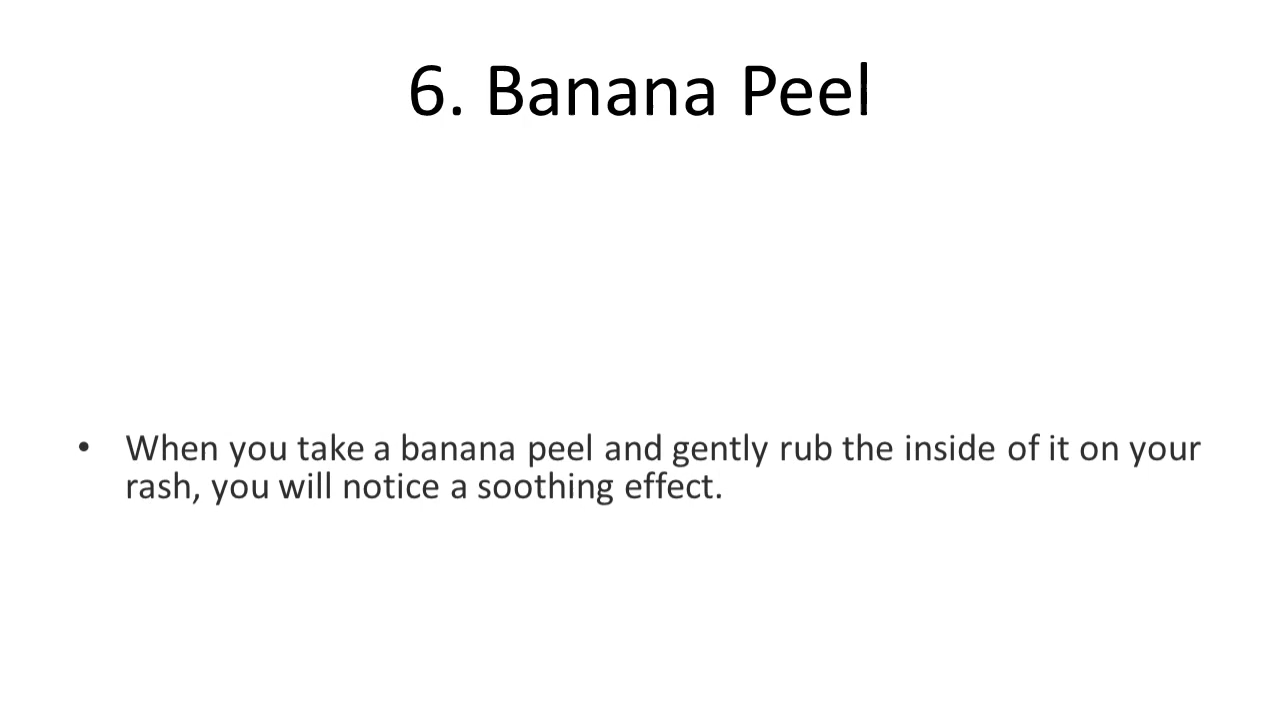 6. Banana Peel
• When you take a banana peel and gently rub the inside of it on your
rash, you will notice a soothing effect.